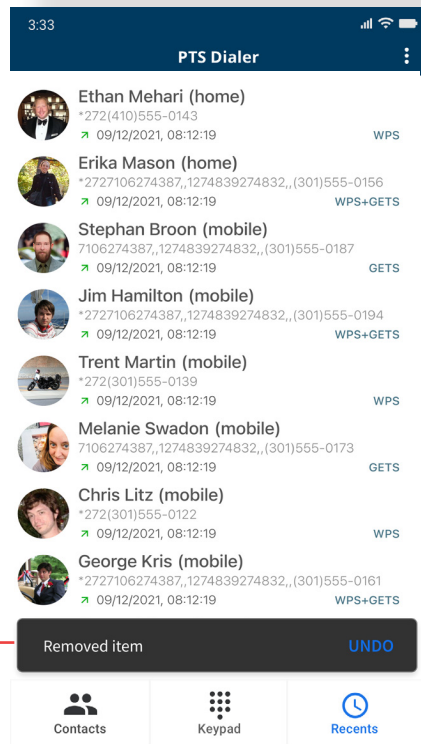 3:33
PTS Dialer
Ethan Mehari (home)
*272(410)555-0143
09/12/2021, 08:12:19 WPS
Erika Mason (home)
*2727106274387,,1274839274832,,(301)555-0156
09/12/2021, 08:12:19 WPS+GETS
Stephan Broon (mobile)
7106274387,,1274839274832,,(301)555-0187
09/12/2021, 08:12:19 GETS
Jim Hamilton (mobile)
*2727106274387,,1274839274832,,(301)555-0194
09/12/2021, 08:12:19 WPS+GETS
Trent Martin (mobile)
*272(301)555-0139
09/12/2021, 08:12:19 WPS
Melanie Swadon (mobile)
7106274387,,1274839274832,,(301)555-0173
09/12/2021, 08:12:19 GETS
Chris Litz (mobile)
*272(301)555-0122
09/12/2021, 08:12:19 WPS
George Kris (mobile)
*2727106274387,,1274839274832,,(301)555-0161
09/12/2021, 08:12:19 WPS+GETS
Removed item UNDO
Contacts Keypad Recents